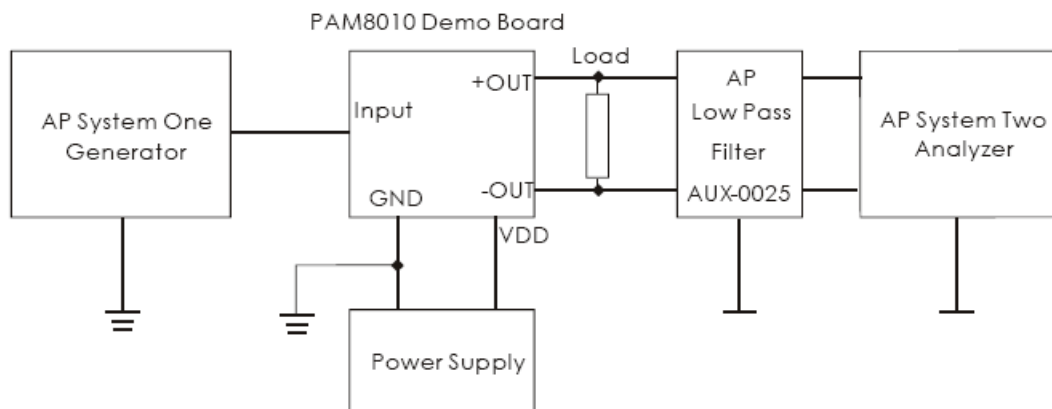 PAM8010 Demo Board
AP System One
Generator
Input
+OUT
-OUT
GND
VDD
Load
AP
Low Pass
Filter
AUX-0025
AP System Two
Analyzer
Power Supply